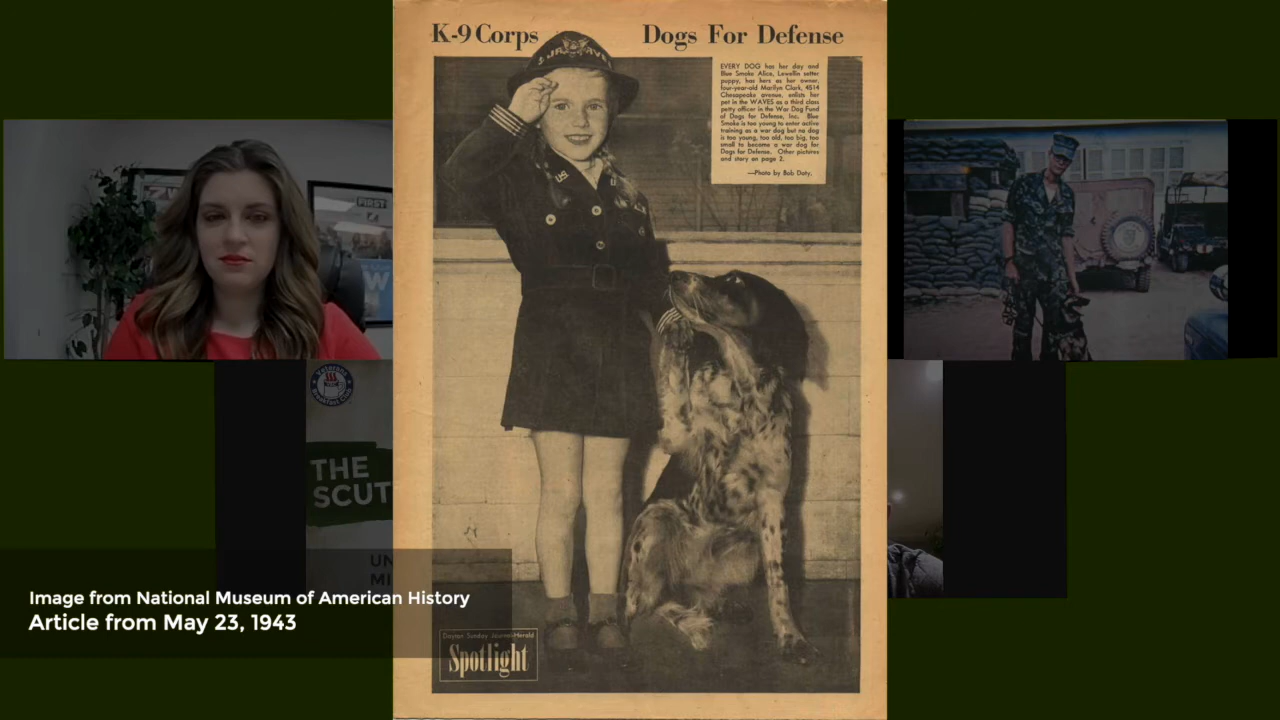 K-9 Corps Dogs For Defense
EVERY DOG has her day and
Blue Smoke Alice, Lewellin setter
puppy, has hers as her owner,
four-year-old Marilyn Clark, 4514
Chesapeake avenue, enlists her
pet in the WAVES as a third class
petty officer in the War Dog Fund
of Dogs for Defense, Inc. Blue
Smoke is too young to enter active
training as a war dog but no dog
is too young, too old, too big, too
small to become a war dog for
Dogs for Defense. Other pictures
and story on page 2.
—Photo by Bob Doty.
U.S.
FIRST
W
THE
SCUT
UN
MI
Image from National Museum of American History
Article from May 23, 1943
Dayton Sunday Journal-Herald
Spotlight